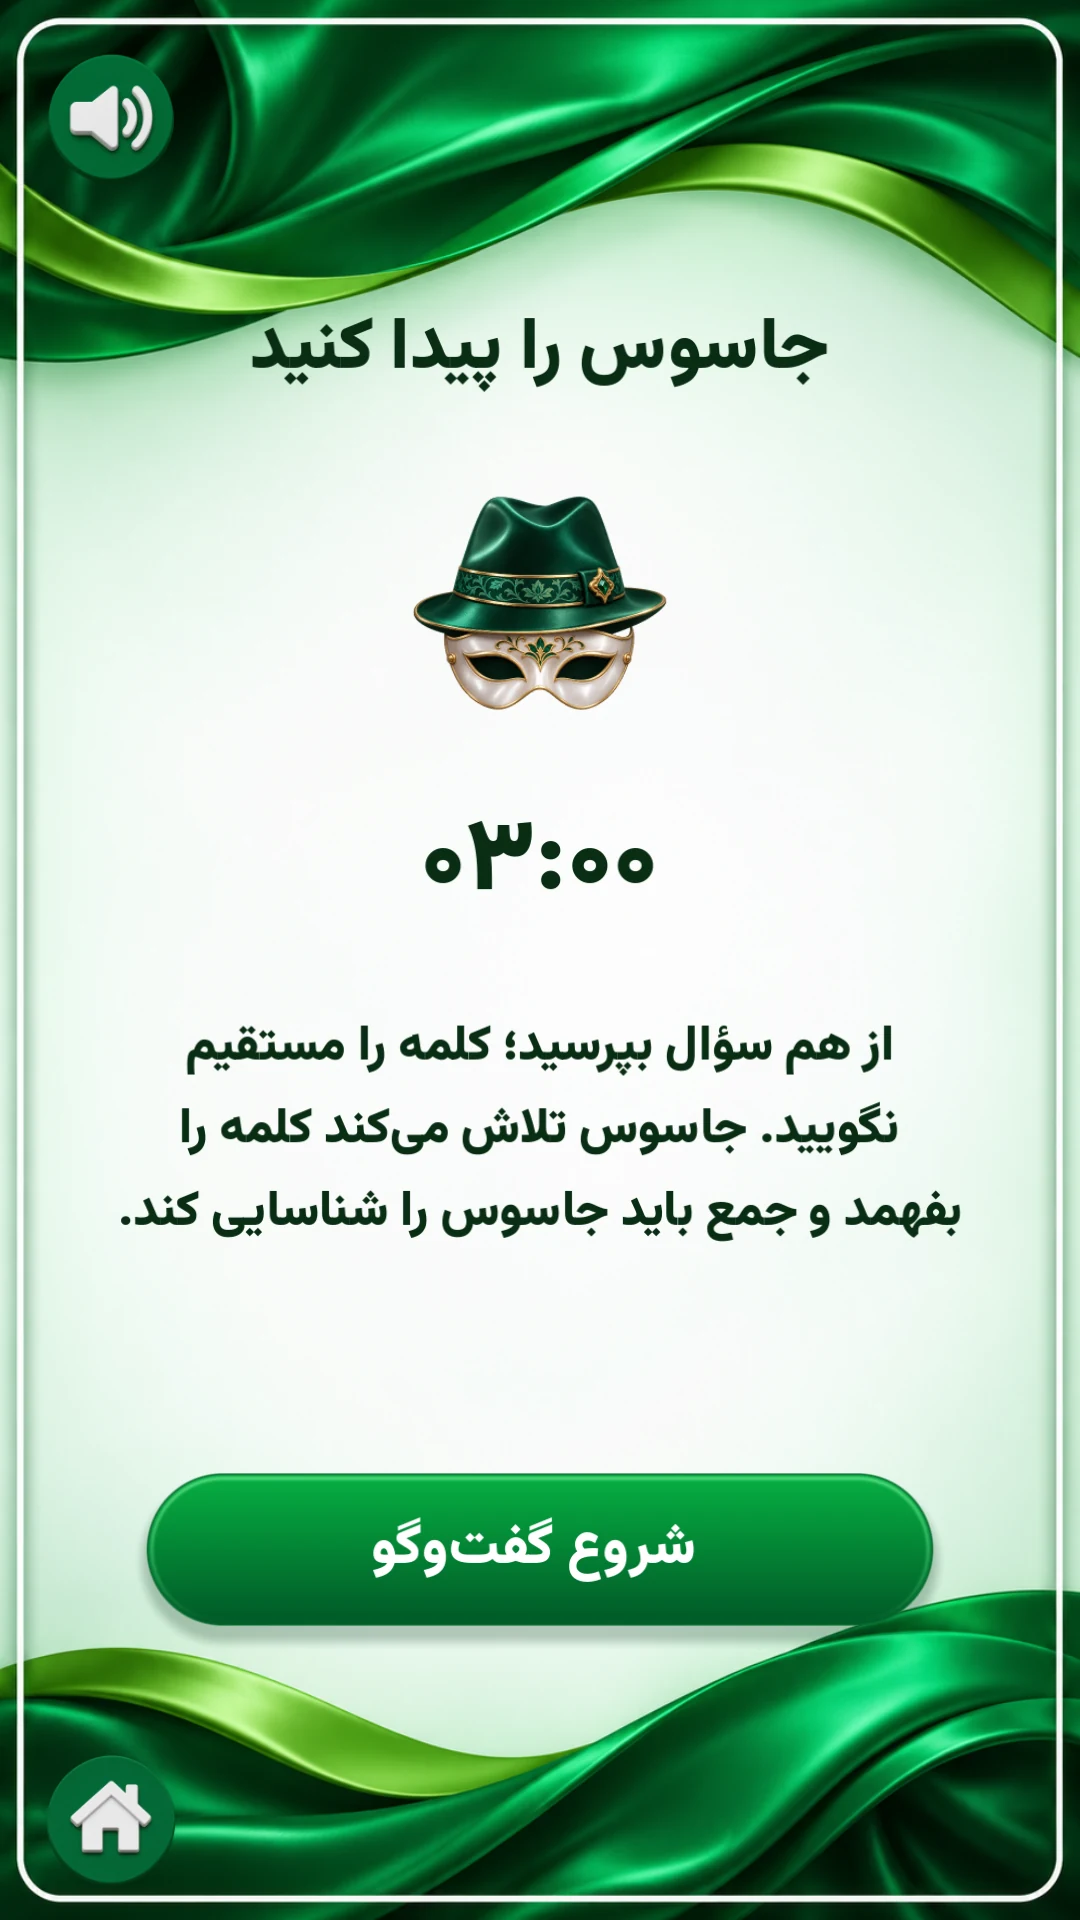 جاسوس را پیدا کنید
۰۳:۰۰
از هم سؤال بپرسید؛ کلمه را مستقیم
نگویید. جاسوس تلاش می‌کند کلمه را
بفهمد و جمع باید جاسوس را شناسایی کند.
شروع گفت‌وگو